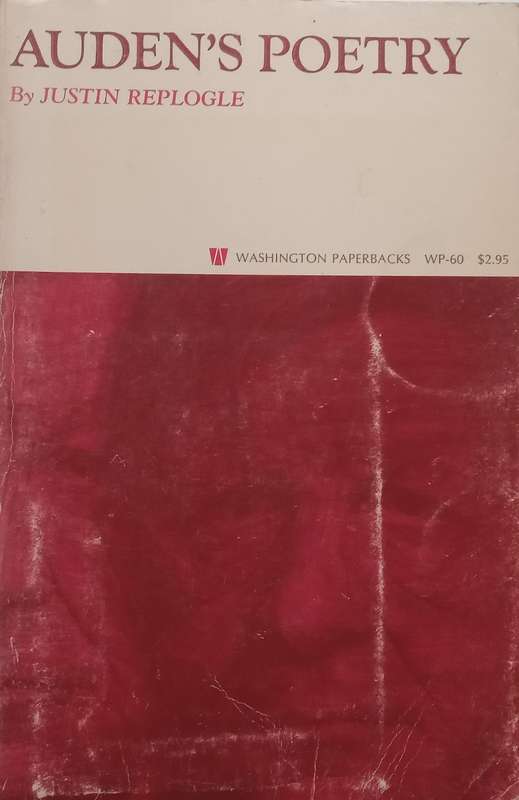 AUDEN'S POETRY
By JUSTIN REPLOGLE
W WASHINGTON PAPERBACKS WP-60 $2.95